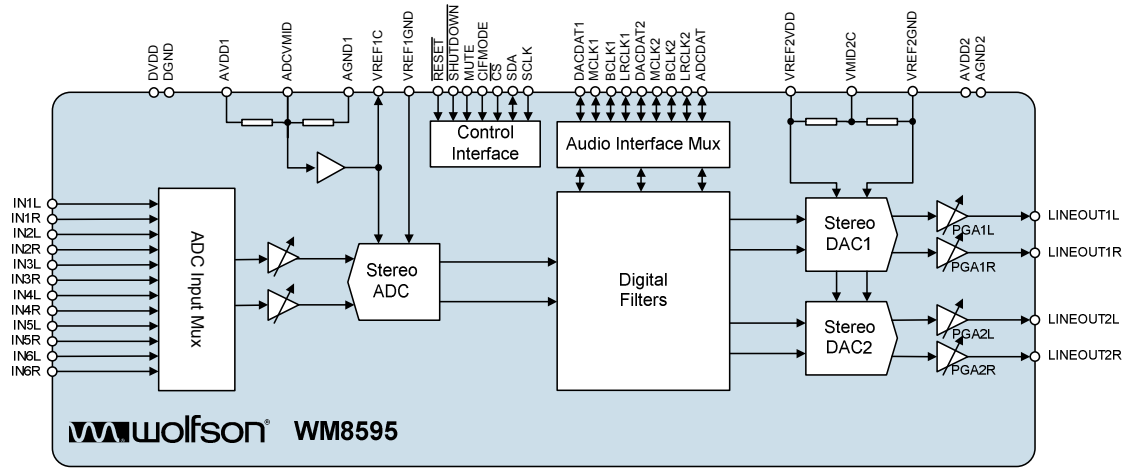 DVDD
DGND
AVDD1
ADCVMID
AGND1
VREF1C
VREF1GND
RESET
SHUTDOWN
MUTE
CIFMODE
CS
SDA
SCLK
DACDAT1
MCLK1
BCLK1
LRCLK1
DACDAT2
MCLK2
BCLK2
LRCLK2
ADCDAT
VREF2VDD
VMID2C
VREF2GND
AVDD2
AGND2
Control
Interface
Audio Interface Mux
IN1L
IN1R
IN2L
IN2R
IN3L
IN3R
IN4L
IN4R
IN5L
IN5R
IN6L
IN6R
ADC Input Mux
Stereo
ADC
Digital
Filters
Stereo
DAC1
Stereo
DAC2
PGA1L
PGA1R
PGA2L
PGA2R
LINEOUT1L
LINEOUT1R
LINEOUT2L
LINEOUT2R
wolfson® WM8595